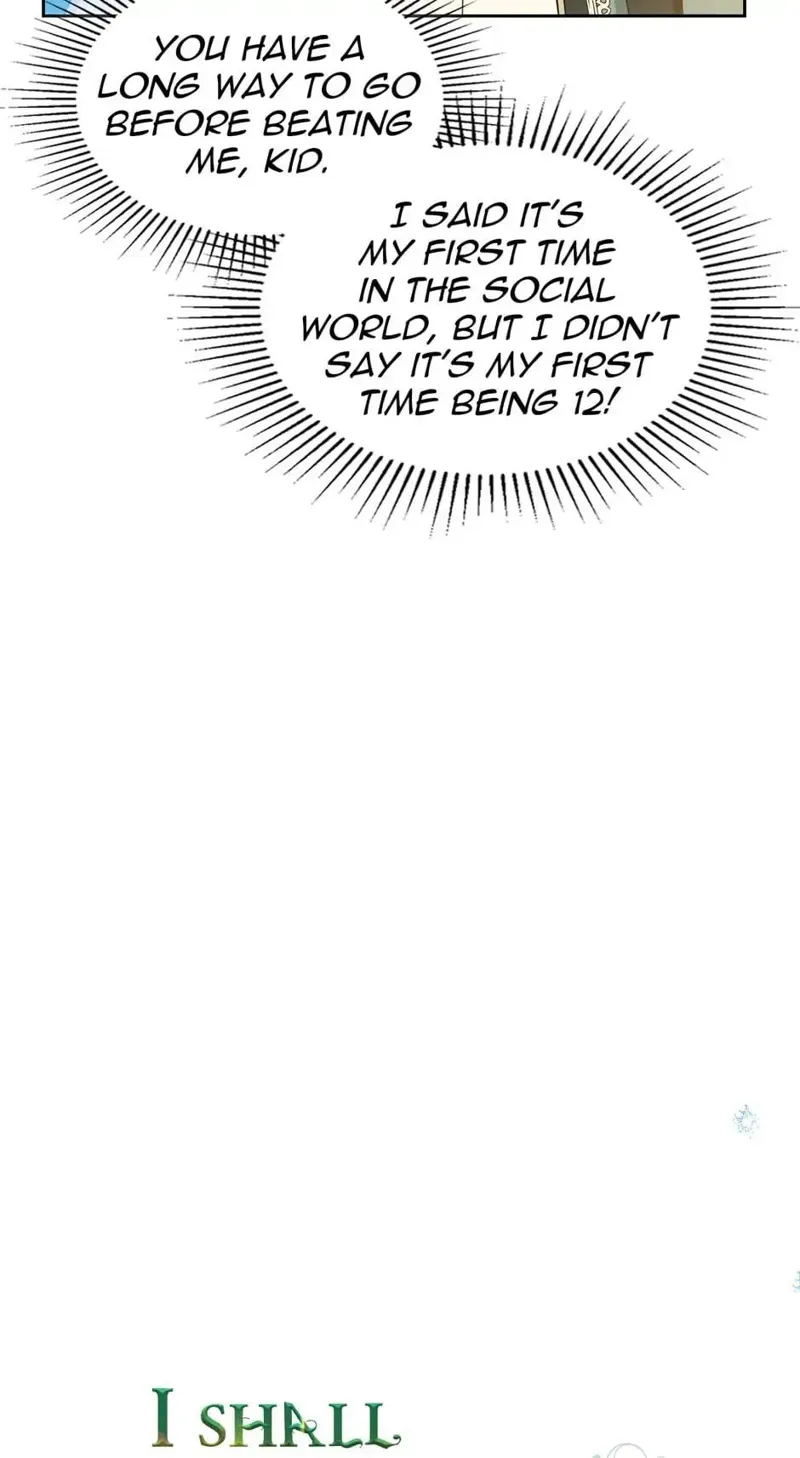 YOU HAVE A
LONG WAY TO GO
BEFORE BEATING
ME, KID.
I SAID IT'S
MY FIRST TIME
IN THE SOCIAL
WORLD, BUT I DIDN'T
SAY IT'S MY FIRST
TIME BEING 12!
I SHALL